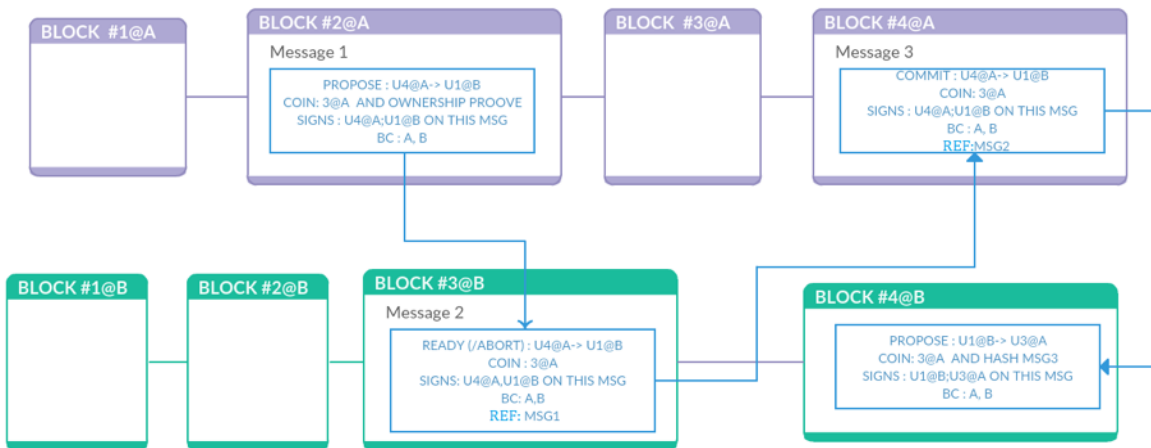 BLOCK #1@A
BLOCK #2@A
Message 1
PROPOSE : U4@A-> U1@B
COIN: 3@A AND OWNERSHIP PROOVE
SIGNS : U4@A;U1@B ON THIS MSG
BC : A, B
BLOCK #3@A
BLOCK #4@A
Message 3
COMMIT : U4@A-> U1@B
COIN: 3@A
SIGNS : U4@A;U1@B ON THIS MSG
BC : A, B
REF:MSG2
BLOCK #1@B
BLOCK #2@B
BLOCK #3@B
Message 2
READY (/ABORT) : U4@A-> U1@B
COIN : 3@A
SIGNS: U4@A,U1@B ON THIS MSG
BC: A,B
REF: MSG1
BLOCK #4@B
PROPOSE : U1@B-> U3@A
COIN: 3@A AND HASH MSG3
SIGNS : U1@B;U3@A ON THIS MSG
BC : A, B